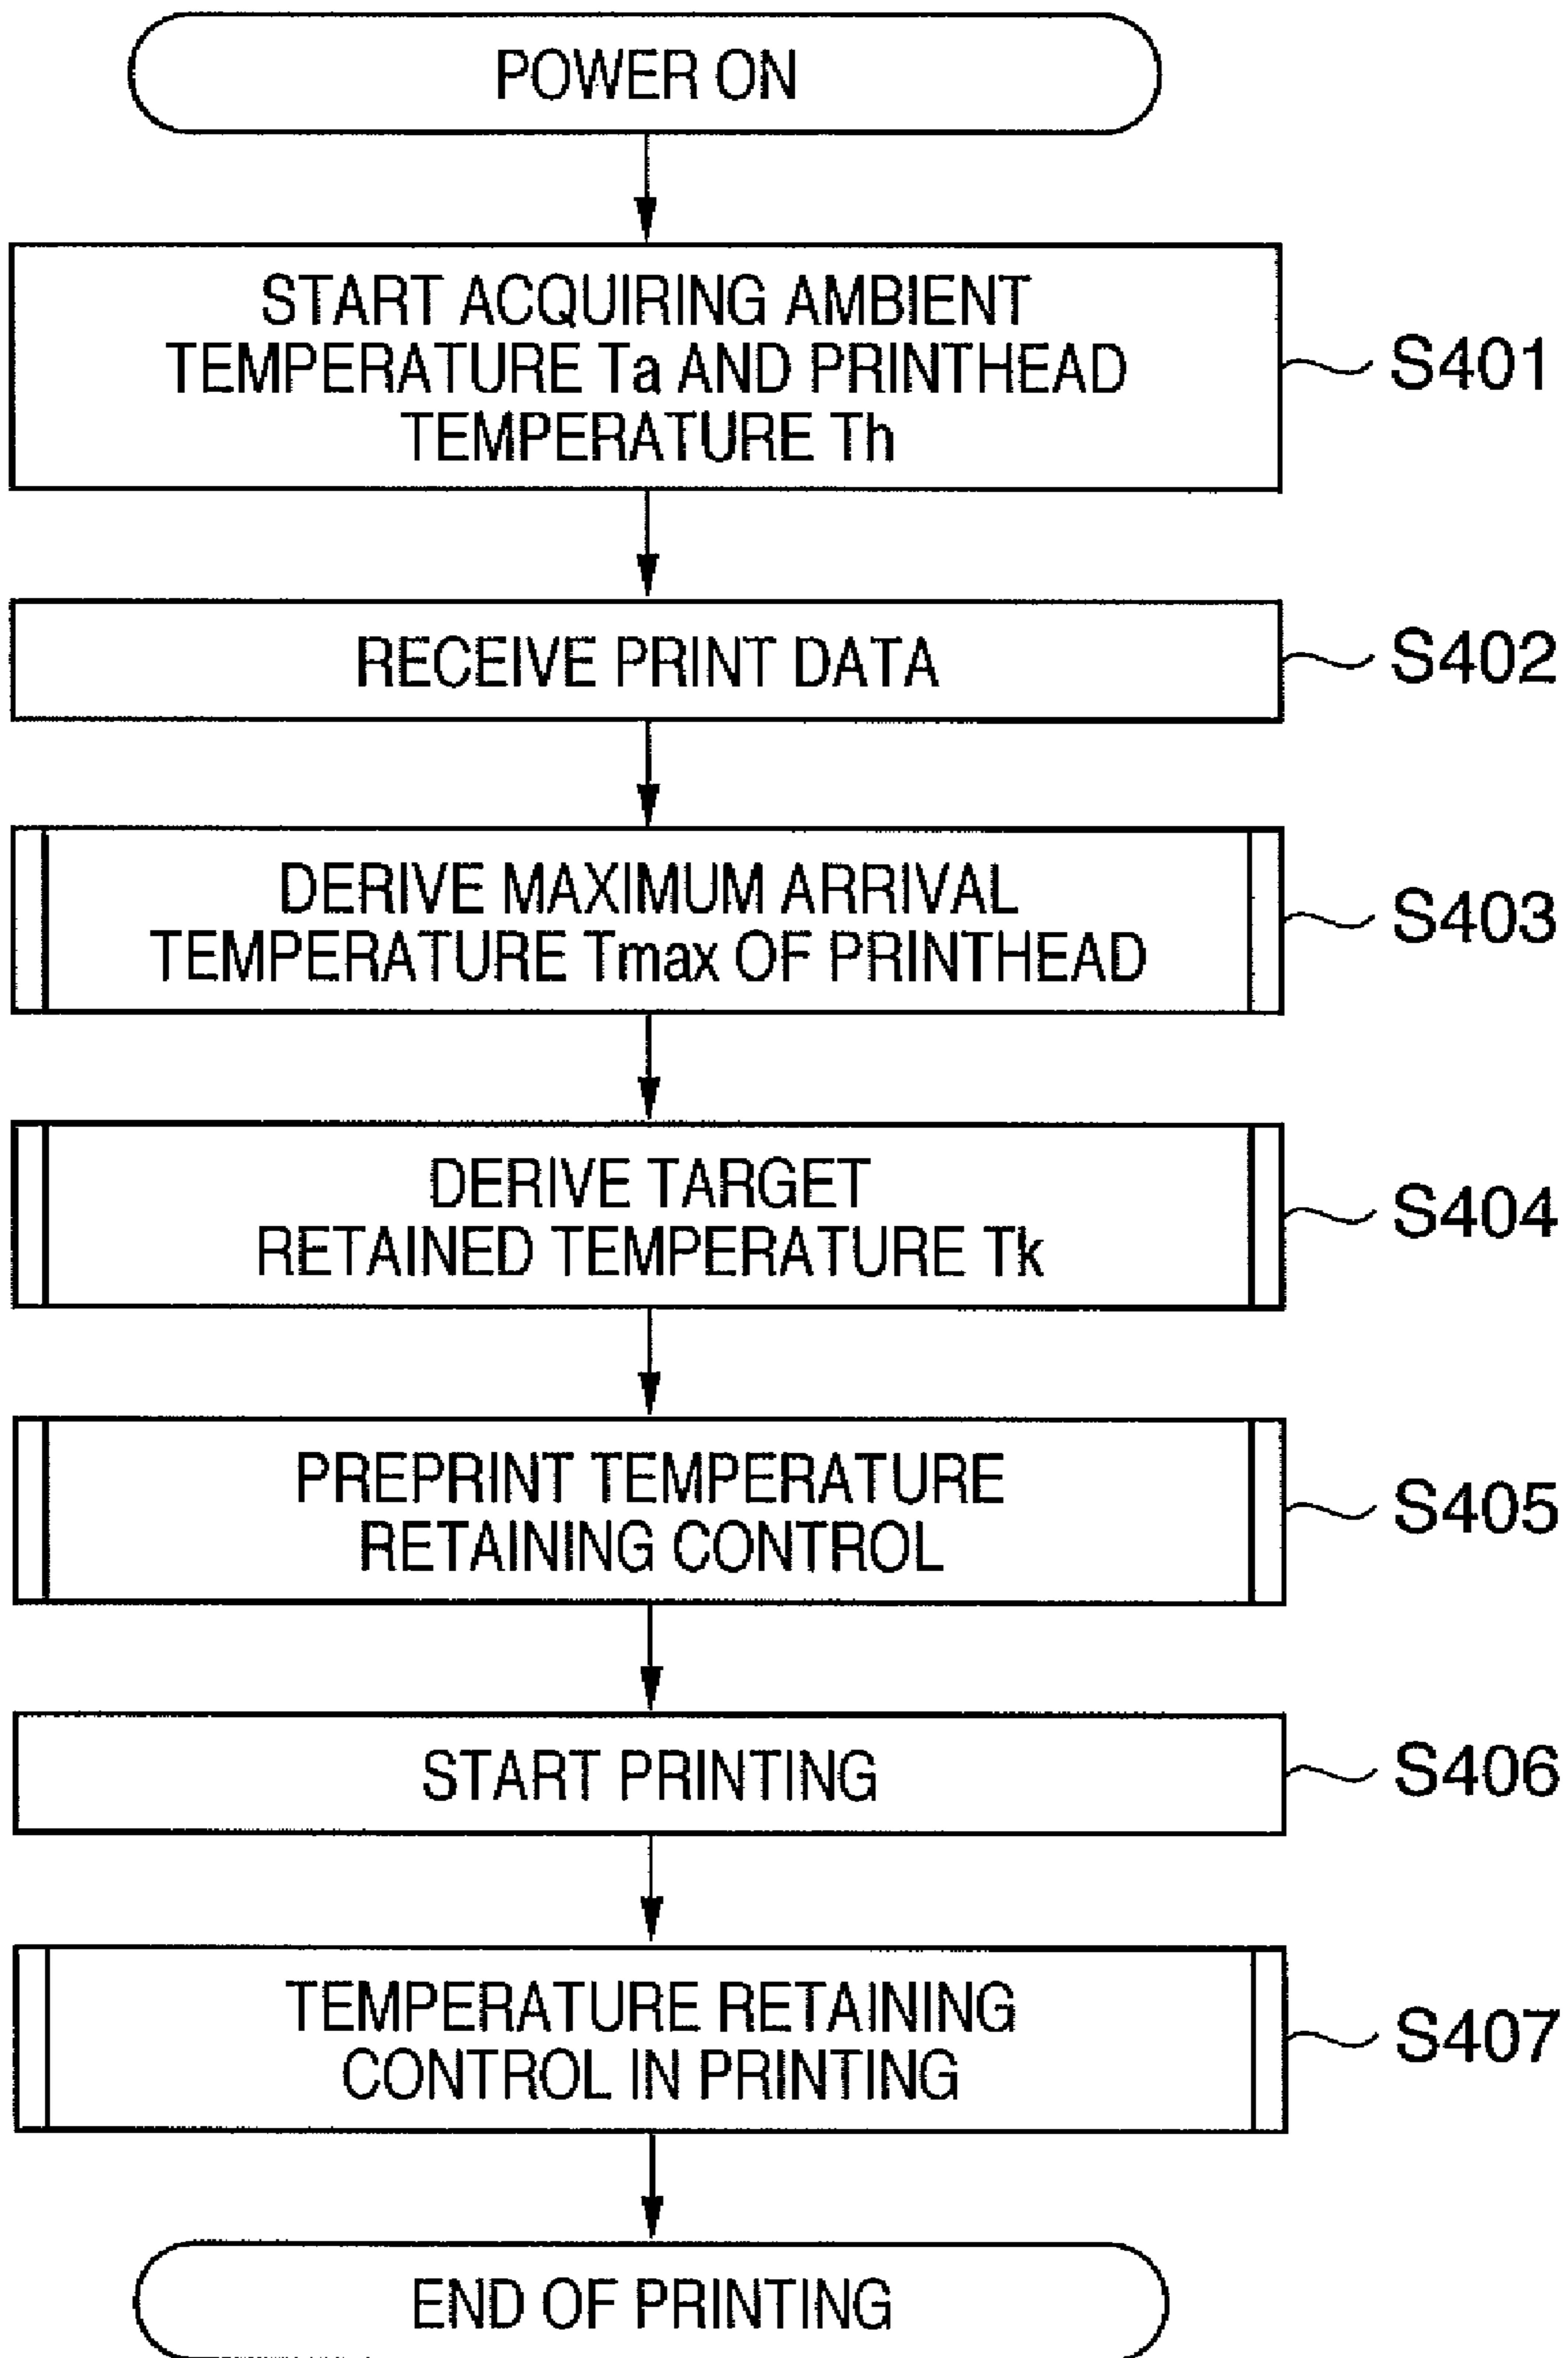 POWER ON
START ACQUIRING AMBIENT
TEMPERATURE Ta AND PRINTHEAD
TEMPERATURE Th
S401
RECEIVE PRINT DATA
S402
DERIVE MAXIMUM ARRIVAL
TEMPERATURE Tmax OF PRINTHEAD
S403
DERIVE TARGET
RETAINED TEMPERATURE Tk
S404
PREPRINT TEMPERATURE
RETAINING CONTROL
S405
START PRINTING
S406
TEMPERATURE RETAINING
CONTROL IN PRINTING
S407
END OF PRINTING